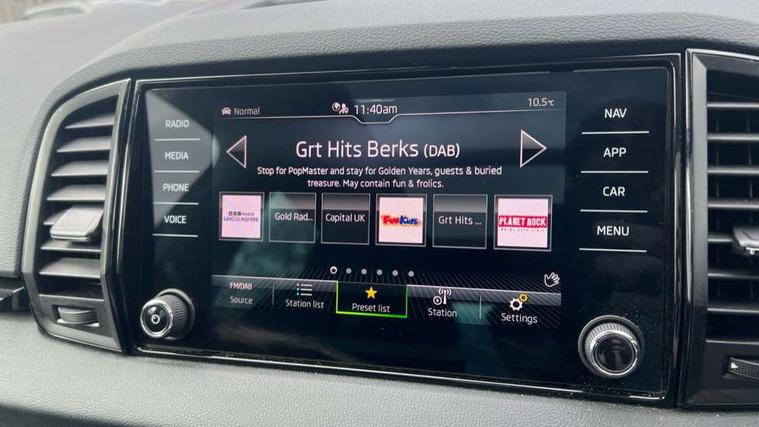 Normal
11:40am
10.5°C
RADIO
MEDIA
PHONE
VOICE
NAV
APP
CAR
MENU
Grt Hits Berks (DAB)
Stop for PopMaster and stay for Golden Years, guests & buried
treasure. May contain fun & frolics.
BBC RADIO
LINCOLNSHIRE
Gold Rad...
Capital UK
FUN KIDS
Grt Hits ...
PLANET ROCK
FM/DAB
Source
Station list
Preset list
Station
Settings